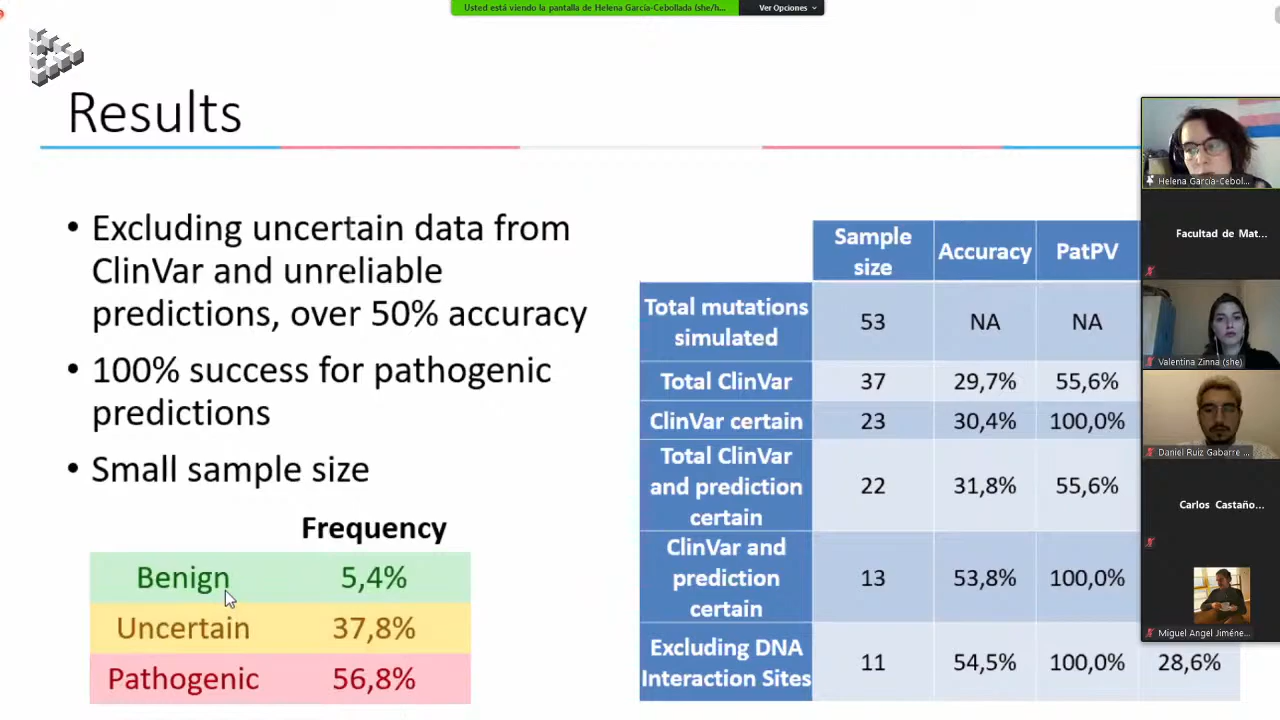 Usted está viendo la pantalla de Helena García-Cebollada (she/h...
Ver Opciones
Results
• Excluding uncertain data from
ClinVar and unreliable
predictions, over 50% accuracy
• 100% success for pathogenic
predictions
• Small sample size
Frequency
Benign 5,4%
Uncertain 37,8%
Pathogenic 56,8%
Sample
size
Accuracy
PatPV
Total mutations
simulated
53 NA NA
Total ClinVar 37 29,7% 55,6%
ClinVar certain 23 30,4% 100,0%
Total ClinVar
and prediction
certain
22 31,8% 55,6%
ClinVar and
prediction
certain
13 53,8% 100,0%
Excluding DNA
Interaction Sites
11 54,5% 100,0% 28,6%
Helena García-Cebol...
Facultad de Mat...
Valentina Zinna (she)
Daniel Ruiz Gabarre ...
Carlos Castaño...
Miguel Angel Jiméne...